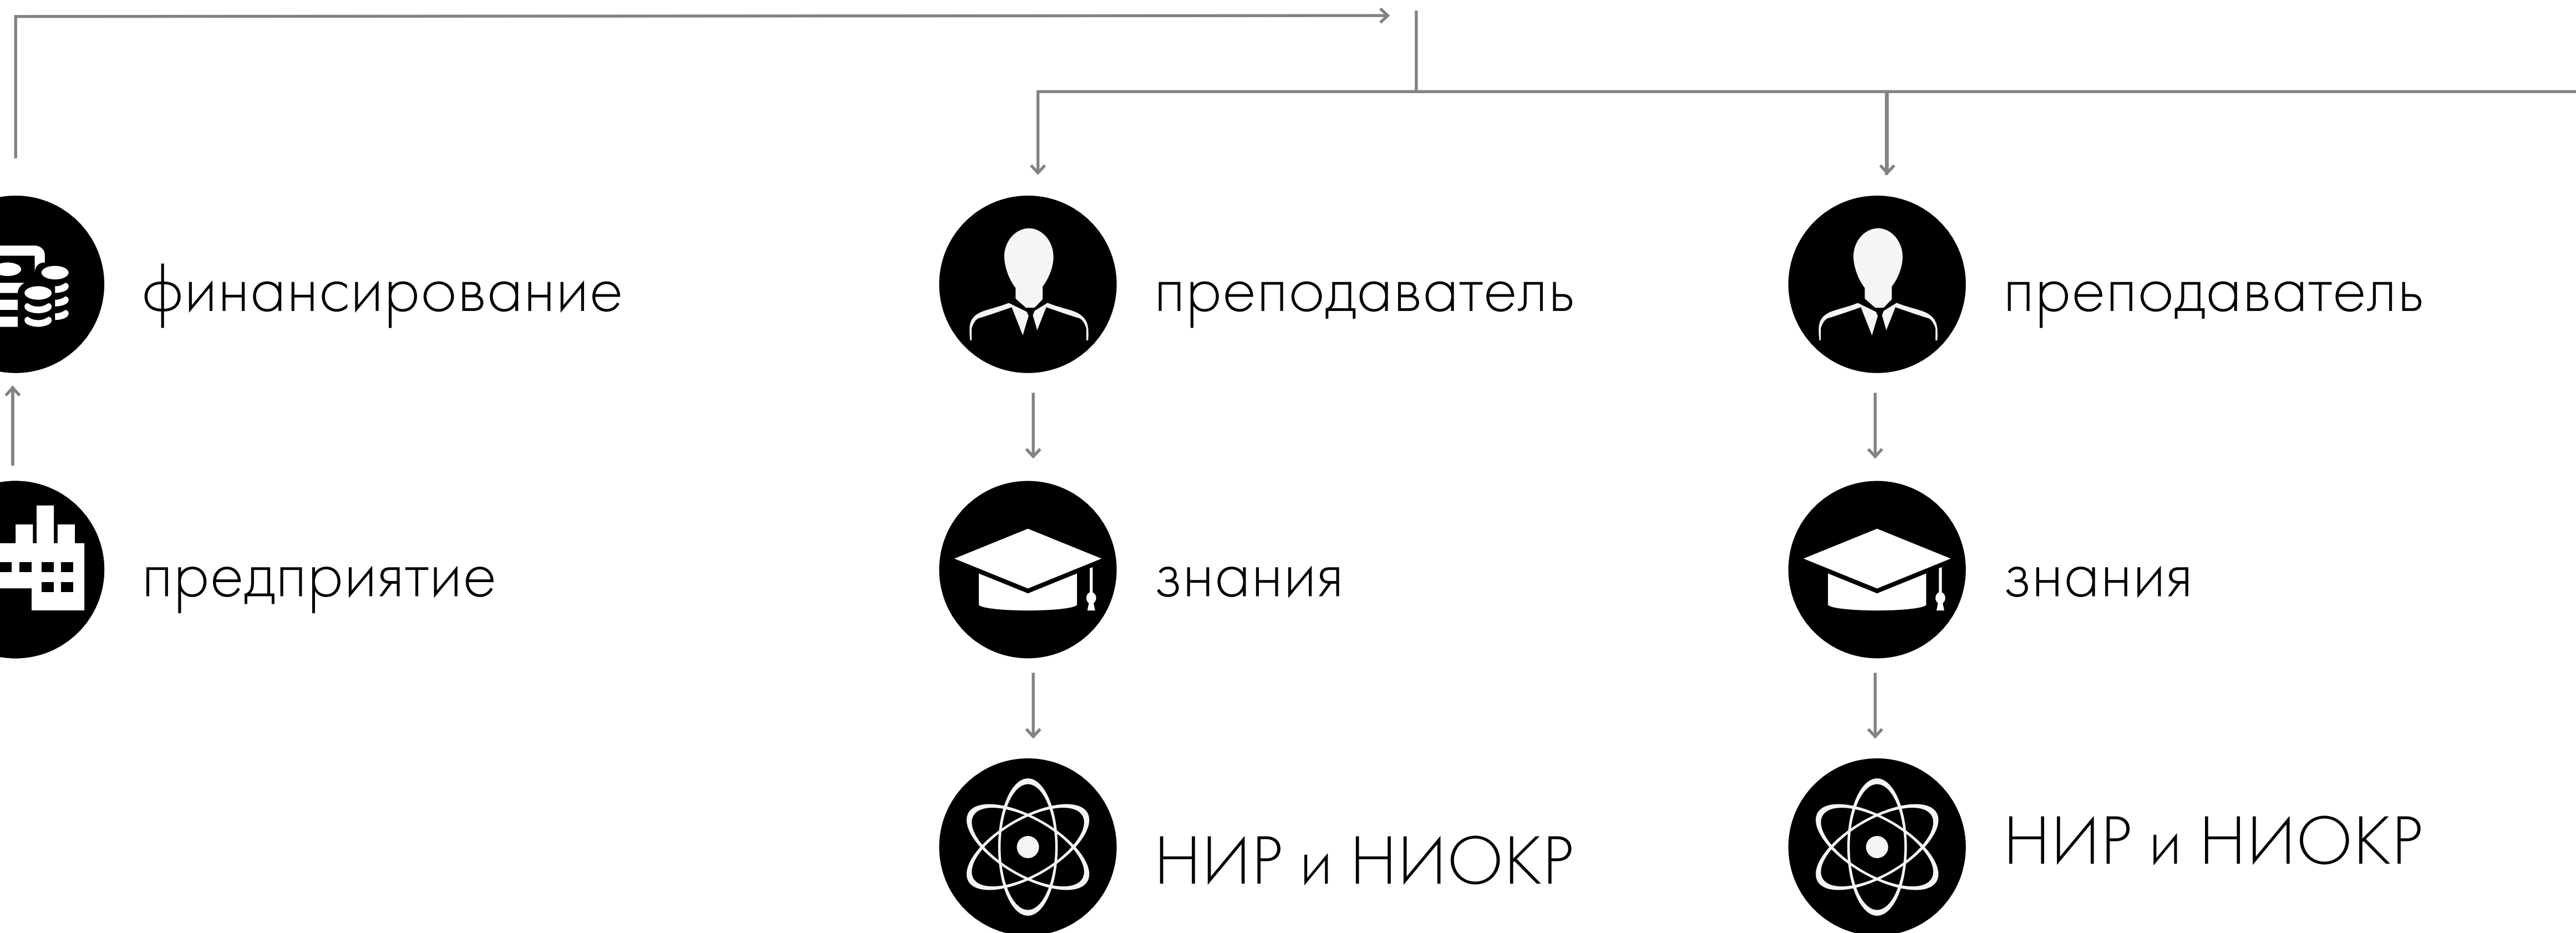 финансирование
преподаватель
преподаватель
предприятие
знания
знания
НИР и НИОКР
НИР и НИОКР